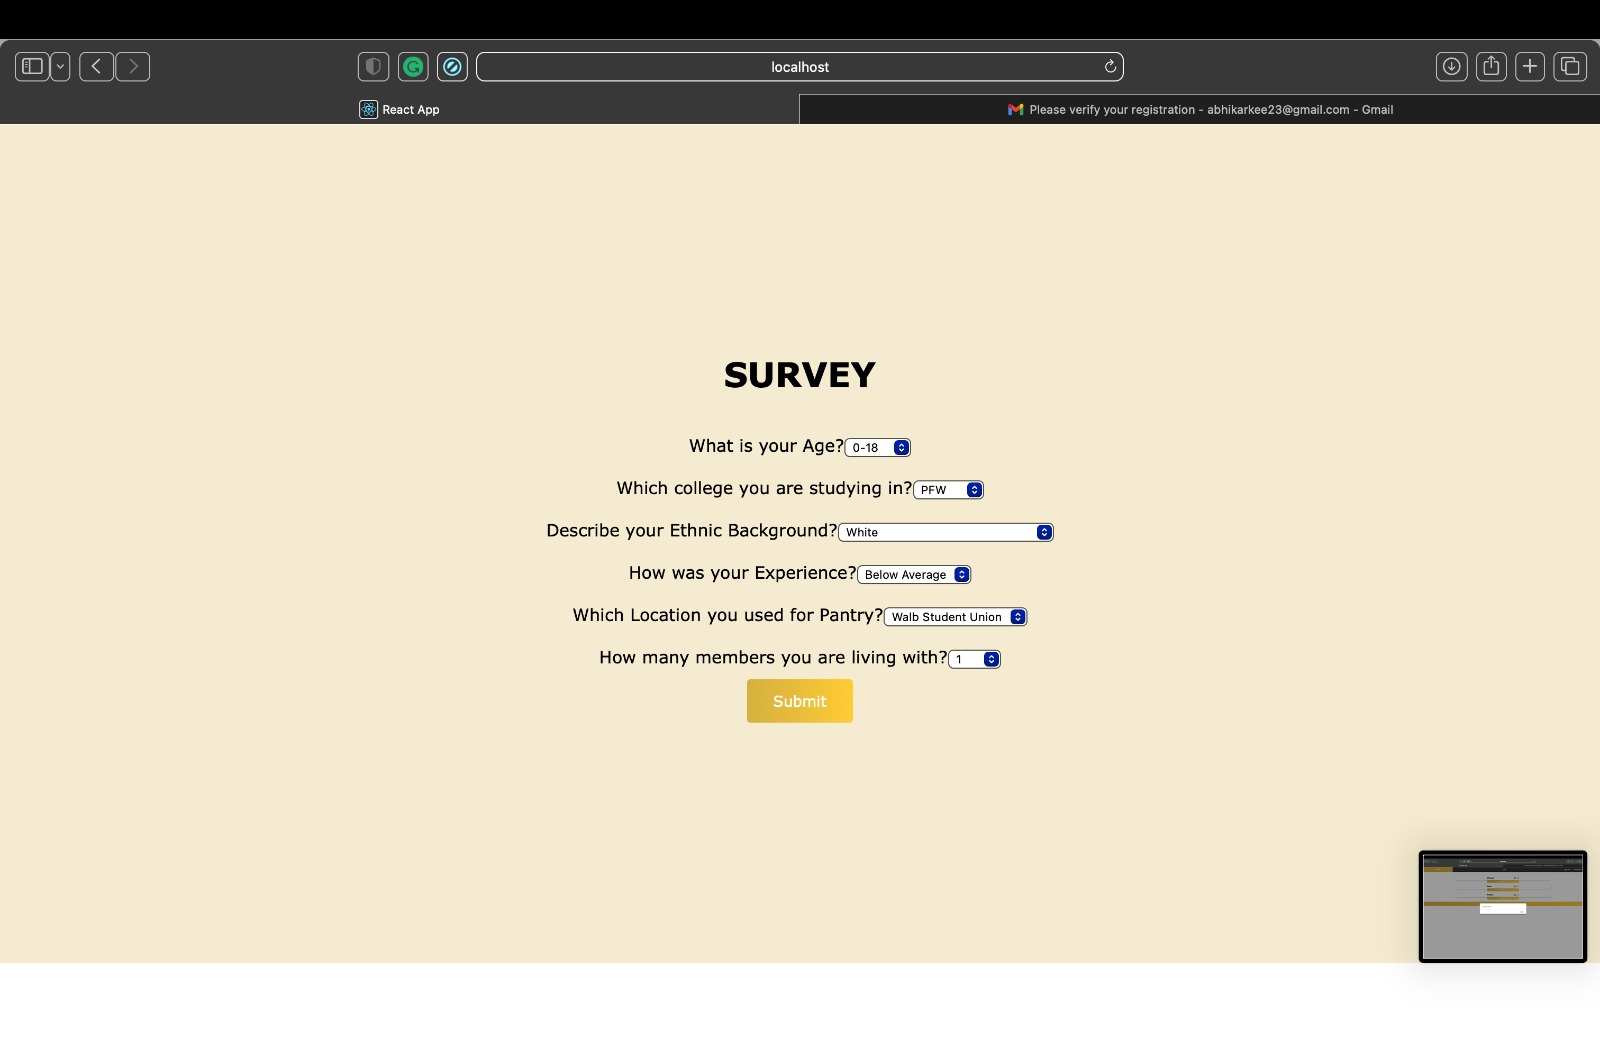 localhost
React App
Please verify your registration - abhikarkee23@gmail.com - Gmail
SURVEY
What is your Age? 0-18
Which college you are studying in? PFW
Describe your Ethnic Background? White
How was your Experience? Below Average
Which Location you used for Pantry? Walb Student Union
How many members you are living with? 1
Submit